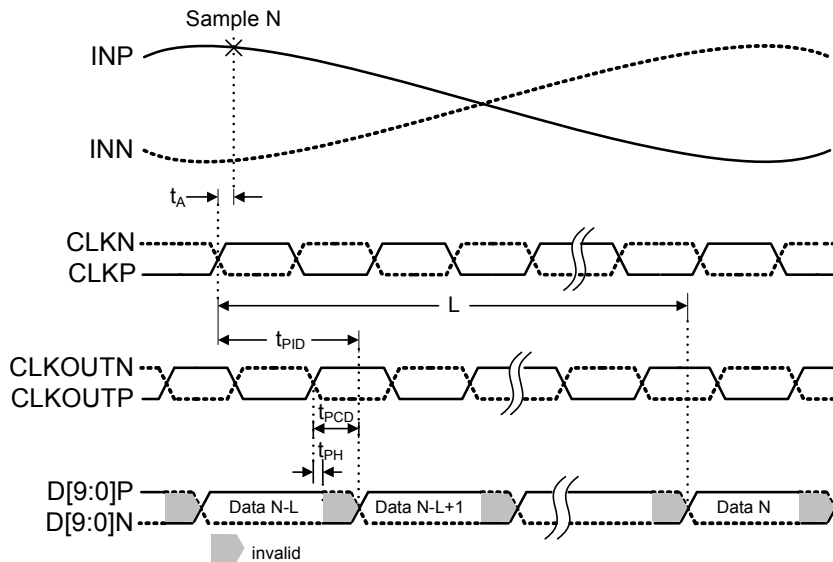 Sample N
INP
INN
tA
CLKN
CLKP
L
tPID
CLKOUTN
CLKOUTP
tPCD
tPH
D[9:0]P
D[9:0]N
Data N-L
Data N-L+1
Data N
invalid